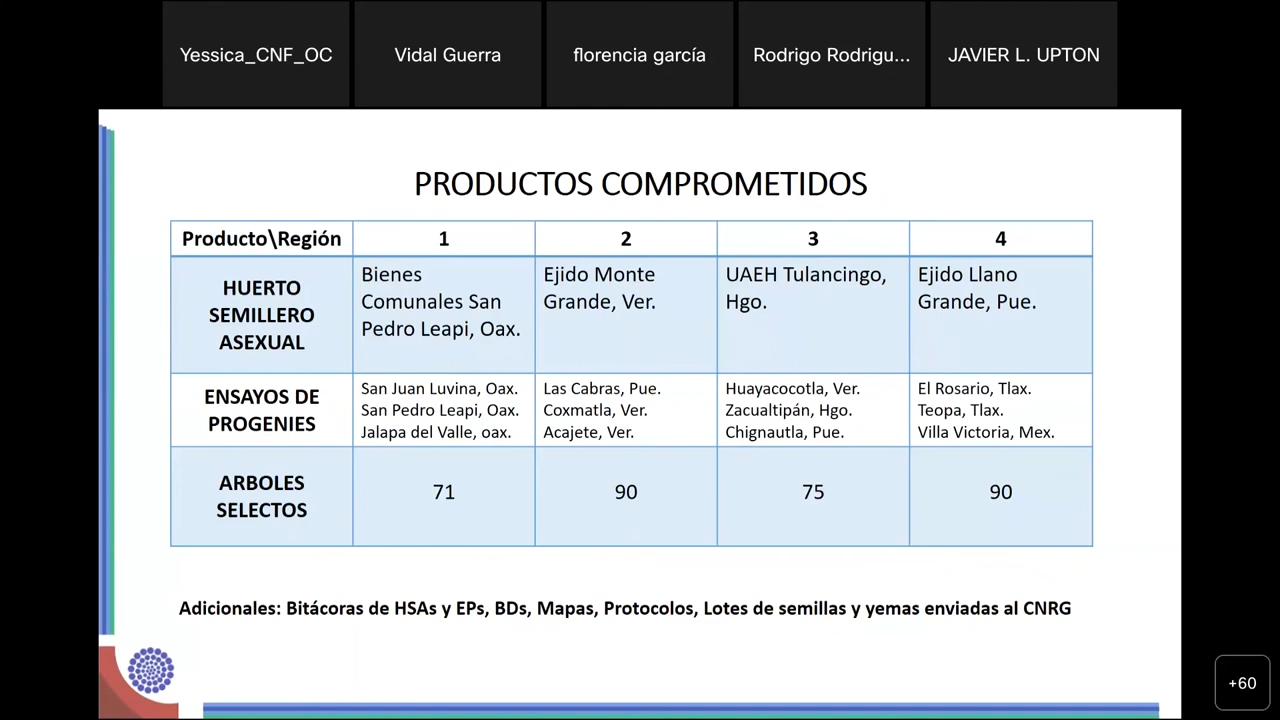 Yessica_CNF_OC
Vidal Guerra
florencia garcía
Rodrigo Rodrigu...
JAVIER L. UPTON
PRODUCTOS COMPROMETIDOS
Producto\Región 1 2 3 4
HUERTO
SEMILLERO
ASEXUAL
Bienes
Comunales San
Pedro Leapi, Oax.
Ejido Monte
Grande, Ver.
UAEH Tulancingo,
Hgo.
Ejido Llano
Grande, Pue.
ENSAYOS DE
PROGENIES
San Juan Luvina, Oax.
San Pedro Leapi, Oax.
Jalapa del Valle, oax.
Las Cabras, Pue.
Coxmatla, Ver.
Acajete, Ver.
Huayacocotla, Ver.
Zacualtipán, Hgo.
Chignautla, Pue.
El Rosario, Tlax.
Teopa, Tlax.
Villa Victoria, Mex.
ARBOLES
SELECTOS
71
90
75
90
Adicionales: Bitácoras de HSAs y EPs, BDs, Mapas, Protocolos, Lotes de semillas y yemas enviadas al CNRG
+60